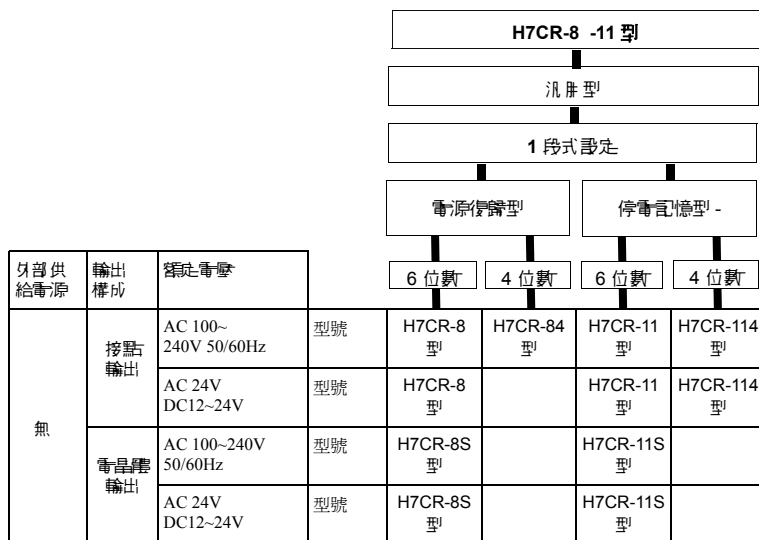 H7CR-8 -11 型
汎用型
1 段式設定
電源復歸型
停電記憶型 -
6 位數
4 位數
6 位數
4 位數
外部供
給電源
輸出
構成
額定電壓
無
接點
輸出
AC 100~
240V 50/60Hz
型號
H7CR-8
型
H7CR-84
型
H7CR-11
型
H7CR-114
型
AC 24V
DC12~24V
型號
H7CR-8
型
H7CR-11
型
H7CR-114
型
電晶體
輸出
AC 100~240V
50/60Hz
型號
H7CR-8S
型
H7CR-11S
型
AC 24V
DC12~24V
型號
H7CR-8S
型
H7CR-11S
型